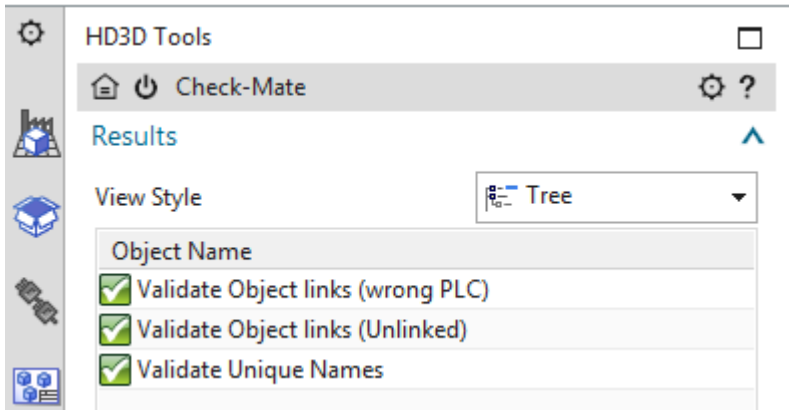 HD3D Tools
Check-Mate ?
Results
View Style Tree
Object Name
Validate Object links (wrong PLC)
Validate Object links (Unlinked)
Validate Unique Names